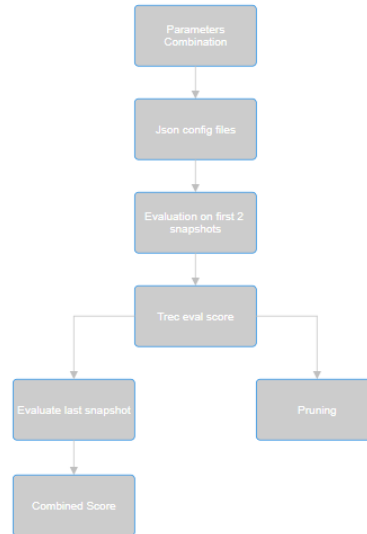 Parameters
Combination
Json config files
Evaluation on first 2
snapshots
Trec eval score
Evaluate last snapshot
Pruning
Combined Score